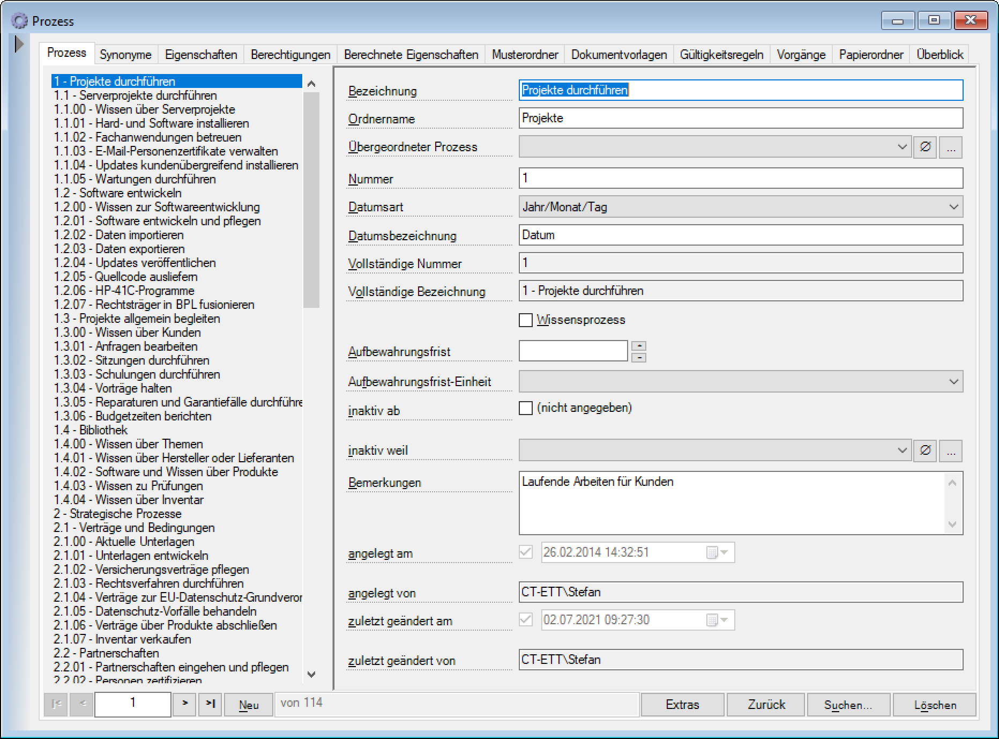 Prozess
Prozess
Synonyme
Eigenschaften
Berechtigungen
Berechnete Eigenschaften
Musterordner
Dokumentvorlagen
Gültigkeitsregeln
Vorgänge
Papierordner
Überblick
1 - Projekte durchführen
1.1 - Serverprojekte durchführen
1.1.00 - Wissen über Serverprojekte
1.1.01 - Hard- und Software installieren
1.1.02 - Fachanwendungen betreuen
1.1.03 - E-Mail-Personenzertifikate verwalten
1.1.04 - Updates kundenübergreifend installieren
1.1.05 - Wartungen durchführen
1.2 - Software entwickeln
1.2.00 - Wissen zur Softwareentwicklung
1.2.01 - Software entwickeln und pflegen
1.2.02 - Daten importieren
1.2.03 - Daten exportieren
1.2.04 - Updates veröffentlichen
1.2.05 - Quellcode ausliefern
1.2.06 - HP-41C-Programme
1.2.07 - Rechtsträger in BPL fusionieren
1.3 - Projekte allgemein begleiten
1.3.00 - Wissen über Kunden
1.3.01 - Anfragen bearbeiten
1.3.02 - Sitzungen durchführen
1.3.03 - Schulungen durchführen
1.3.04 - Vorträge halten
1.3.05 - Reparaturen und Garantiefälle durchführe
1.3.06 - Budgetzeiten berichten
1.4 - Bibliothek
1.4.00 - Wissen über Themen
1.4.01 - Wissen über Hersteller oder Lieferanten
1.4.02 - Software und Wissen über Produkte
1.4.03 - Wissen zu Prüfungen
1.4.04 - Wissen über Inventar
2 - Strategische Prozesse
2.1 - Verträge und Bedingungen
2.1.00 - Aktuelle Unterlagen
2.1.01 - Unterlagen entwickeln
2.1.02 - Versicherungsverträge pflegen
2.1.03 - Rechtsverfahren durchführen
2.1.04 - Verträge zur EU-Datenschutz-Grundveror
2.1.05 - Datenschutz-Vorfälle behandeln
2.1.06 - Verträge über Produkte abschließen
2.1.07 - Inventar verkaufen
2.2 - Partnerschaften
2.2.01 - Partnerschaften eingehen und pflegen
2.2.02 - Personen zertifizieren
Bezeichnung Projekte durchführen
Ordnername Projekte
Übergeordneter Prozess ∅ ...
Nummer 1
Datumsart Jahr/Monat/Tag
Datumsbezeichnung Datum
Vollständige Nummer 1
Vollständige Bezeichnung 1 - Projekte durchführen
Wissensprozess
Aufbewahrungsfrist + -
Aufbewahrungsfrist-Einheit
inaktiv ab (nicht angegeben)
inaktiv weil ∅ ...
Bemerkungen Laufende Arbeiten für Kunden
angelegt am 26.02.2014 14:32:51
angelegt von CT-ETT\Stefan
zuletzt geändert am 02.07.2021 09:27:30
zuletzt geändert von CT-ETT\Stefan
|< < 1 > >| Neu von 114 Extras Zurück Suchen... Löschen